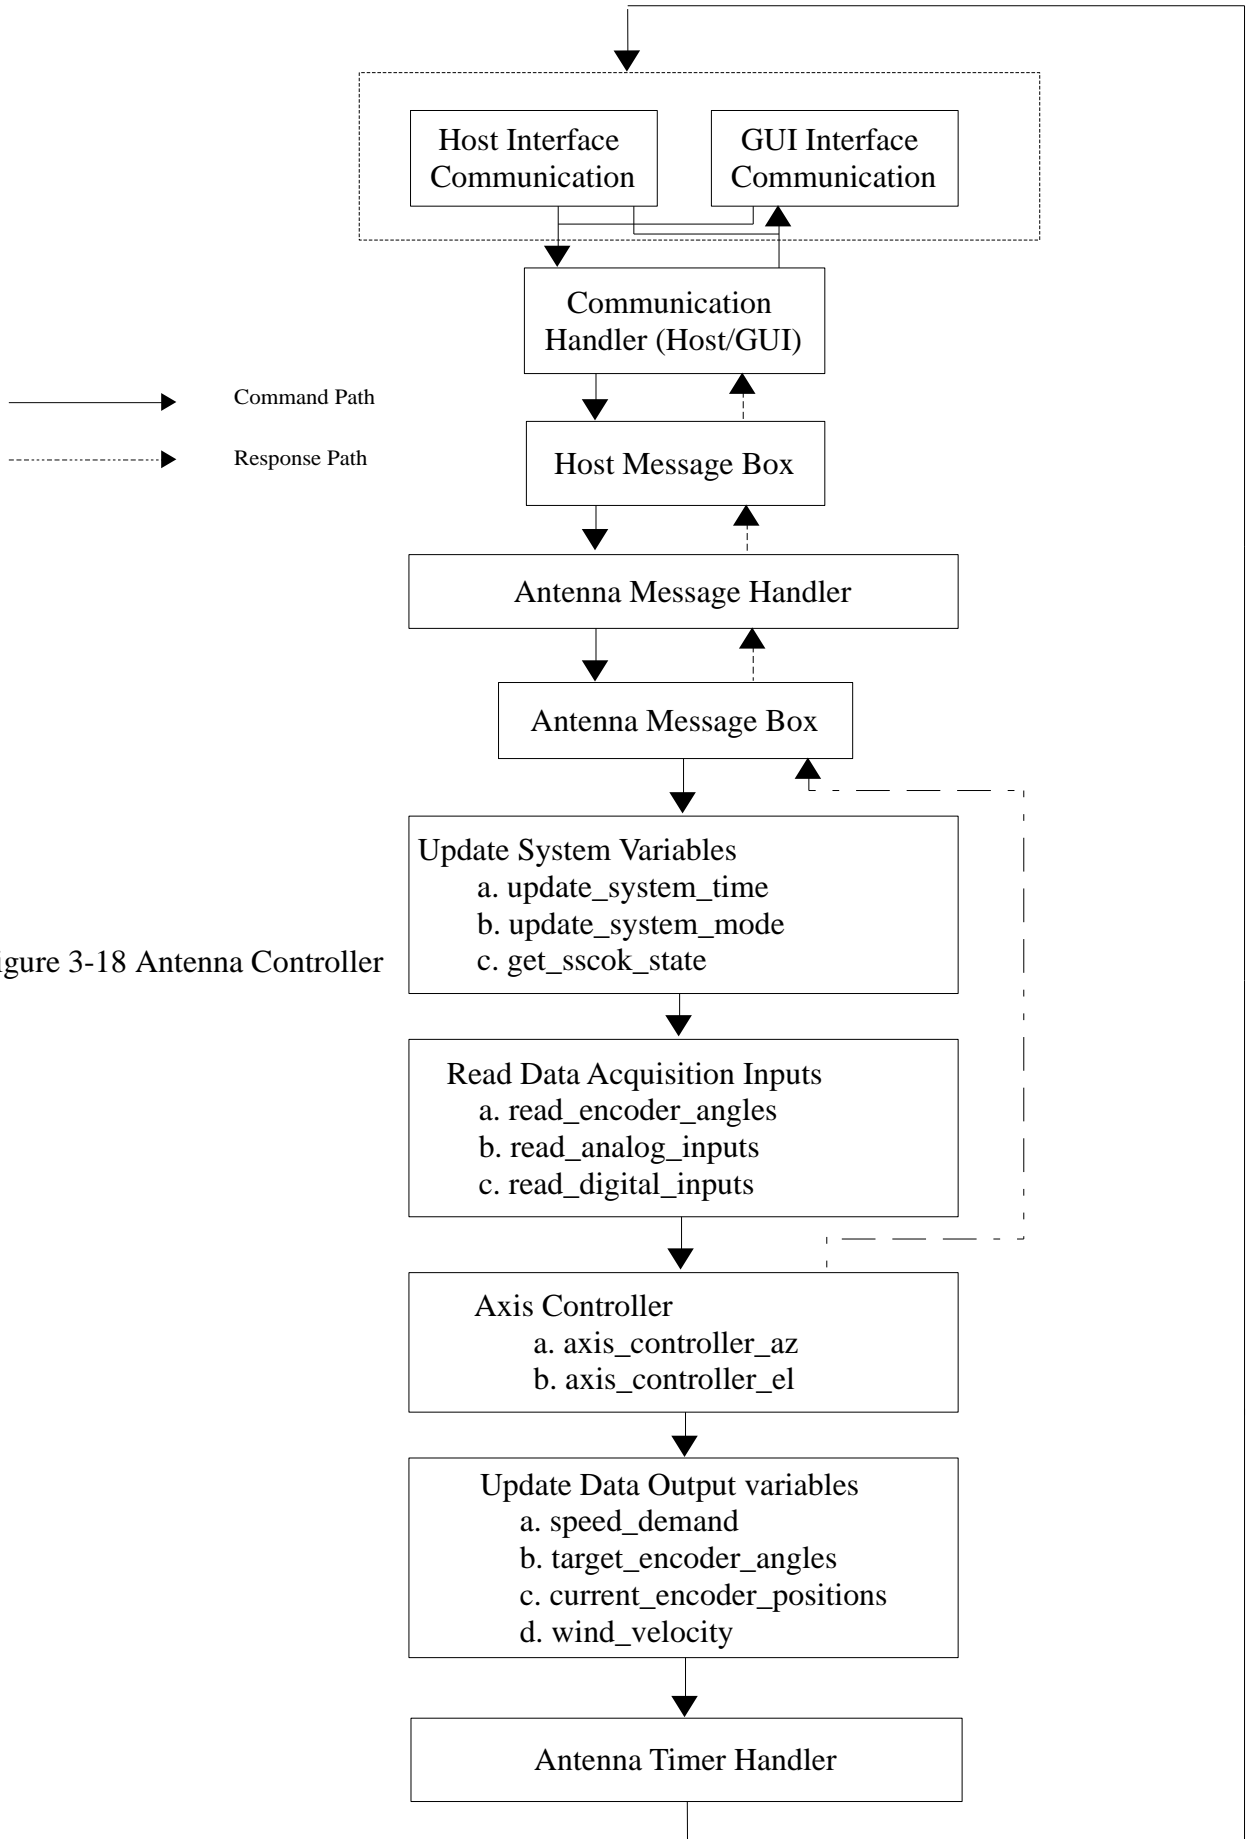 Host Interface
Communication
GUI Interface
Communication
Communication
Handler (Host/GUI)
Command Path
Response Path
Host Message Box
Antenna Message Handler
Antenna Message Box
Update System Variables
a. update_system_time
b. update_system_mode
c. get_sscok_state
igure 3-18 Antenna Controller
Read Data Acquisition Inputs
a. read_encoder_angles
b. read_analog_inputs
c. read_digital_inputs
Axis Controller
a. axis_controller_az
b. axis_controller_el
Update Data Output variables
a. speed_demand
b. target_encoder_angles
c. current_encoder_positions
d. wind_velocity
Antenna Timer Handler